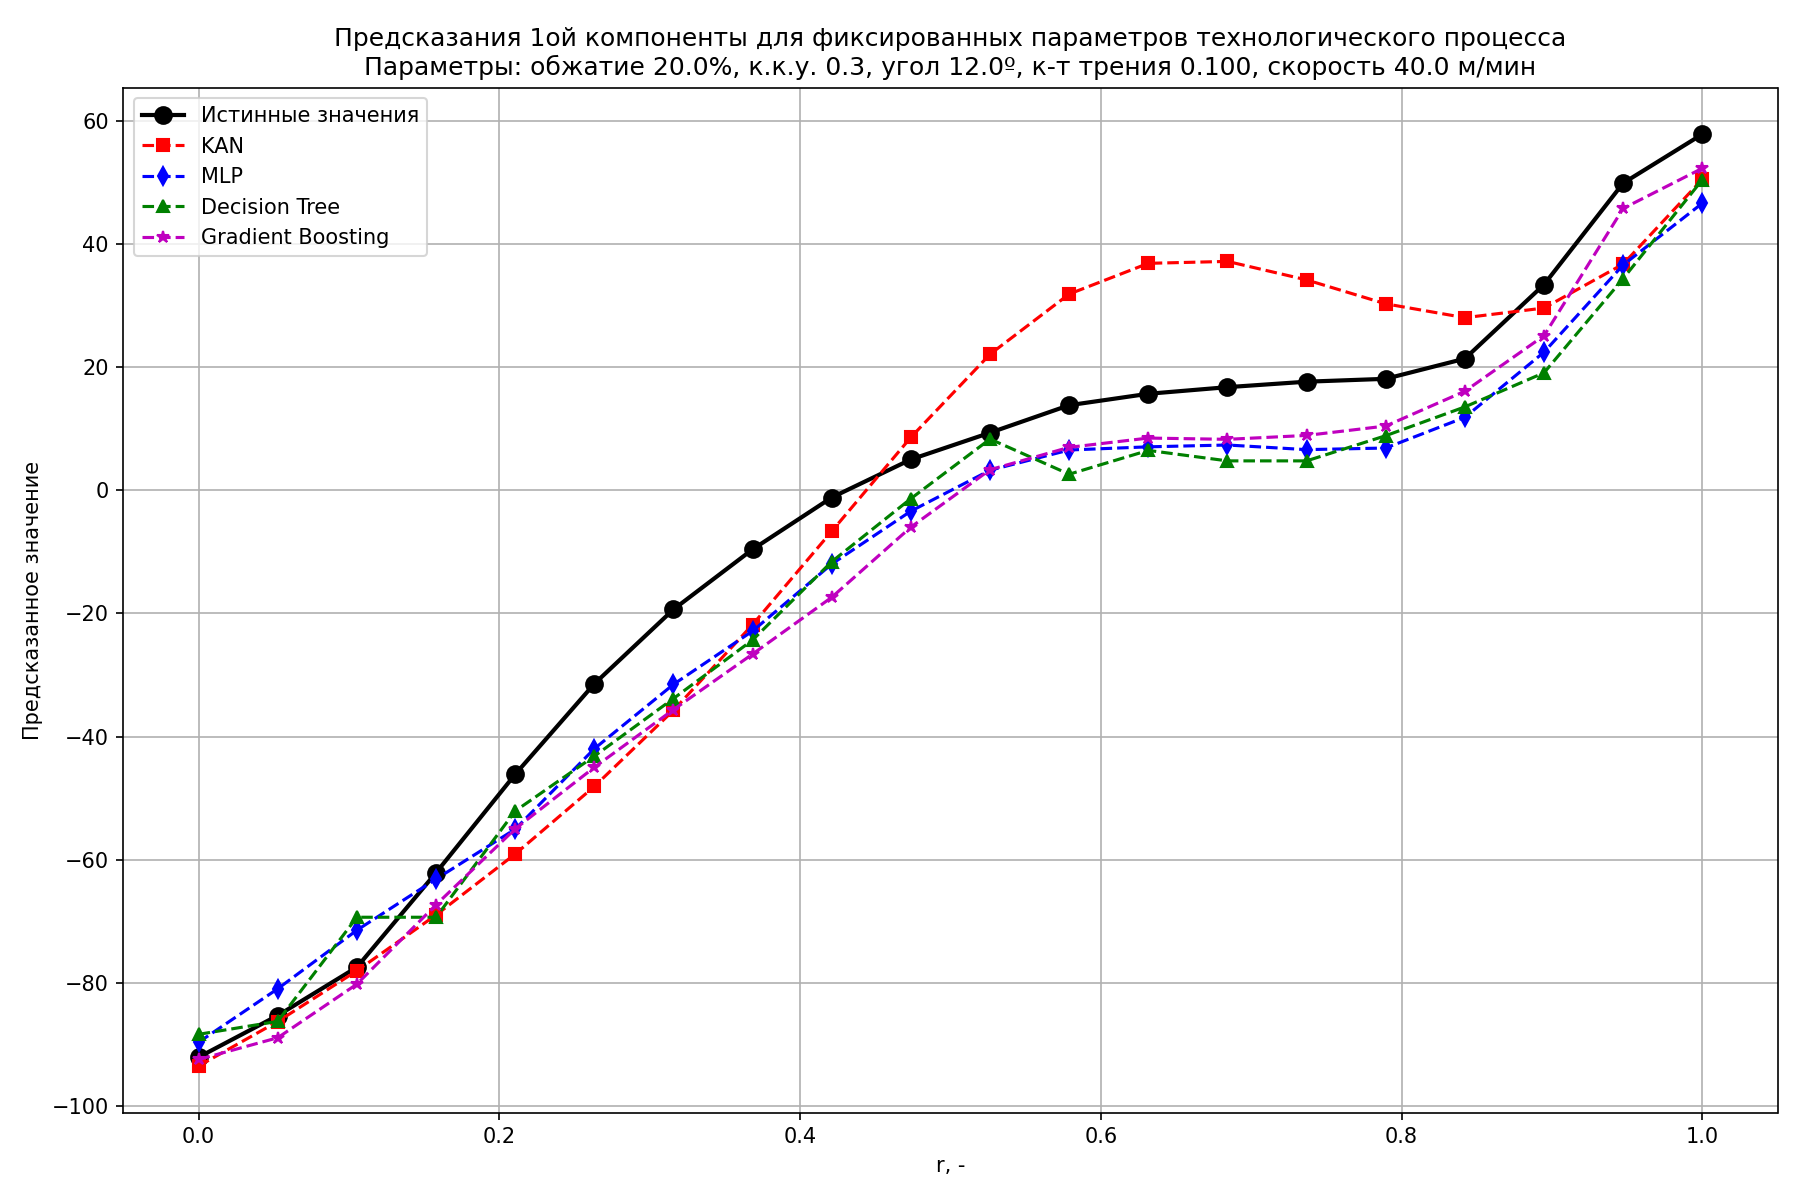 Предсказания 1ой компоненты для фиксированных параметров технологического процесса
Параметры: обжатие 20.0%, к.к.у. 0.3, угол 12.0º, к-т трения 0.100, скорость 40.0 м/мин
Истинные значения
KAN
MLP
Decision Tree
Gradient Boosting
Предсказанное значение
60
40
20
0
−20
−40
−60
−80
−100
0.0
0.2
0.4
0.6
0.8
1.0
r, -